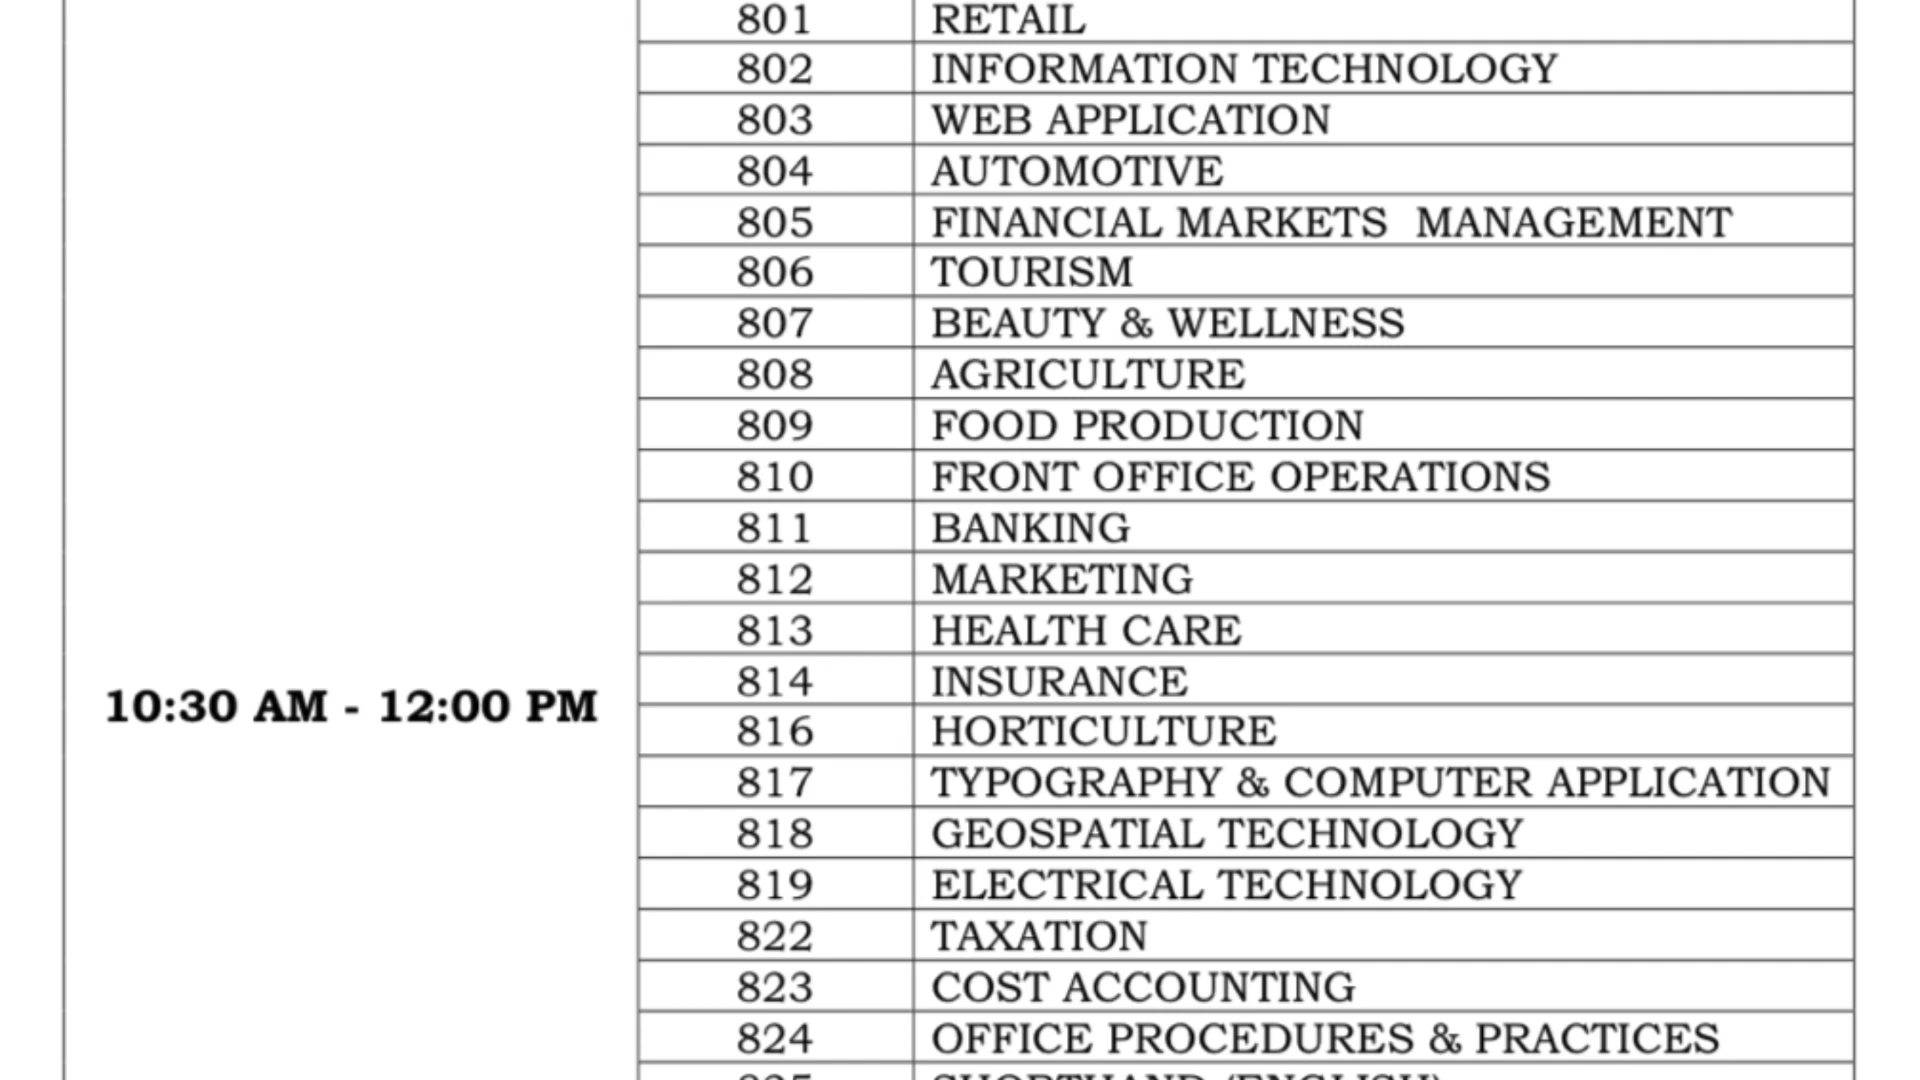 801 RETAIL
802 INFORMATION TECHNOLOGY
803 WEB APPLICATION
804 AUTOMOTIVE
805 FINANCIAL MARKETS  MANAGEMENT
806 TOURISM
807 BEAUTY & WELLNESS
808 AGRICULTURE
809 FOOD PRODUCTION
810 FRONT OFFICE OPERATIONS
811 BANKING
812 MARKETING
813 HEALTH CARE
814 INSURANCE
10:30 AM - 12:00 PM
816 HORTICULTURE
817 TYPOGRAPHY & COMPUTER APPLICATION
818 GEOSPATIAL TECHNOLOGY
819 ELECTRICAL TECHNOLOGY
822 TAXATION
823 COST ACCOUNTING
824 OFFICE PROCEDURES & PRACTICES
825 SHORTHAND (ENGLISH)